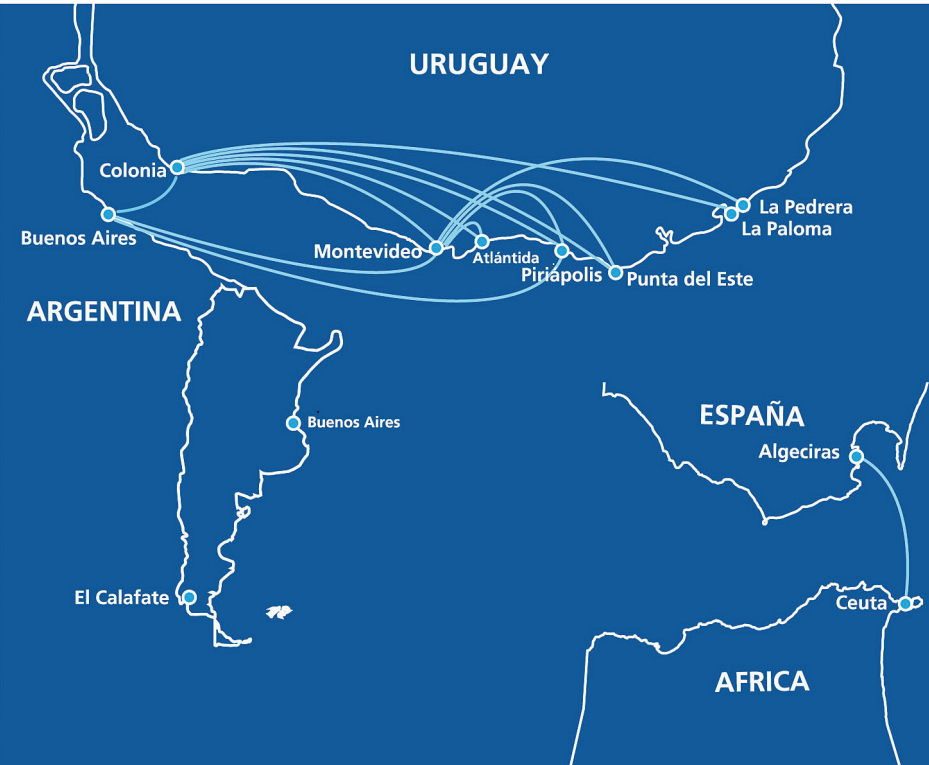 URUGUAY
Colonia
La Pedrera
La Paloma
Buenos Aires
Montevideo
Atlántida
Piriápolis
Punta del Este
ARGENTINA
ESPAÑA
Buenos Aires
Algeciras
El Calafate
Ceuta
AFRICA